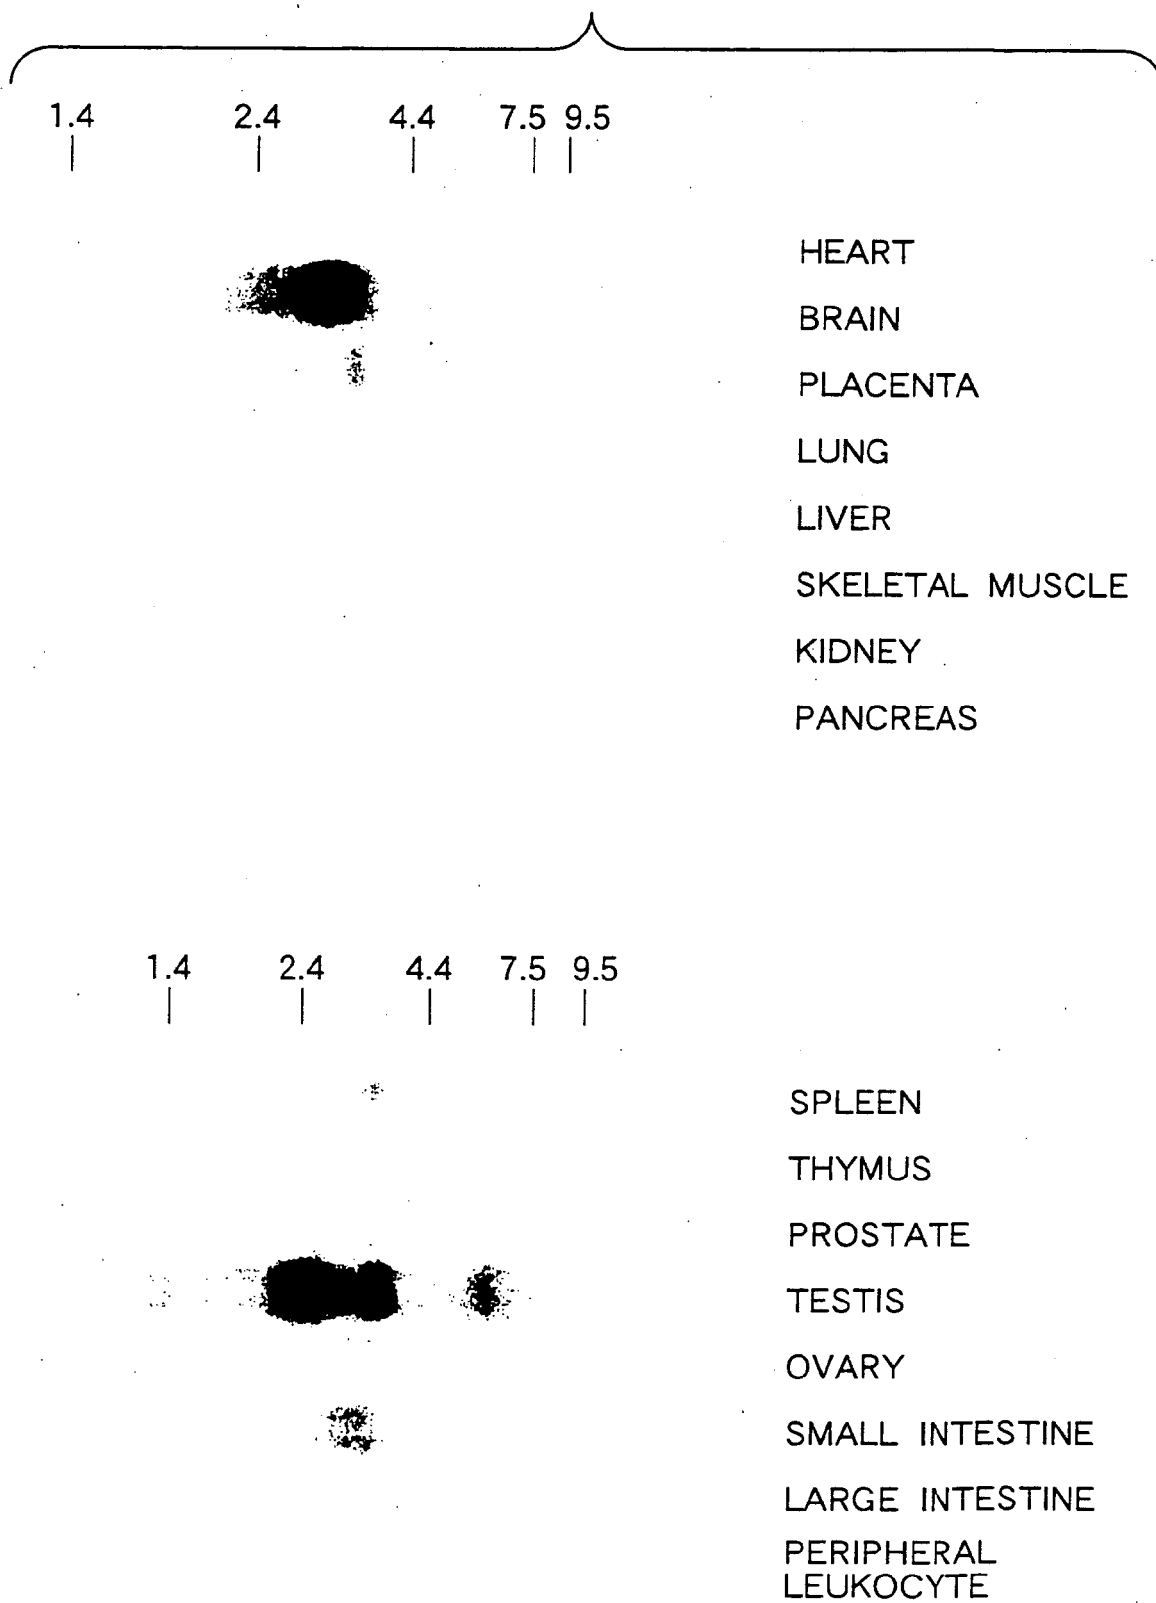 1.4 2.4 4.4 7.5 9.5
HEART
BRAIN
PLACENTA
LUNG
LIVER
SKELETAL MUSCLE
KIDNEY
PANCREAS
1.4 2.4 4.4 7.5 9.5
SPLEEN
THYMUS
PROSTATE
TESTIS
OVARY
SMALL INTESTINE
LARGE INTESTINE
PERIPHERAL
LEUKOCYTE